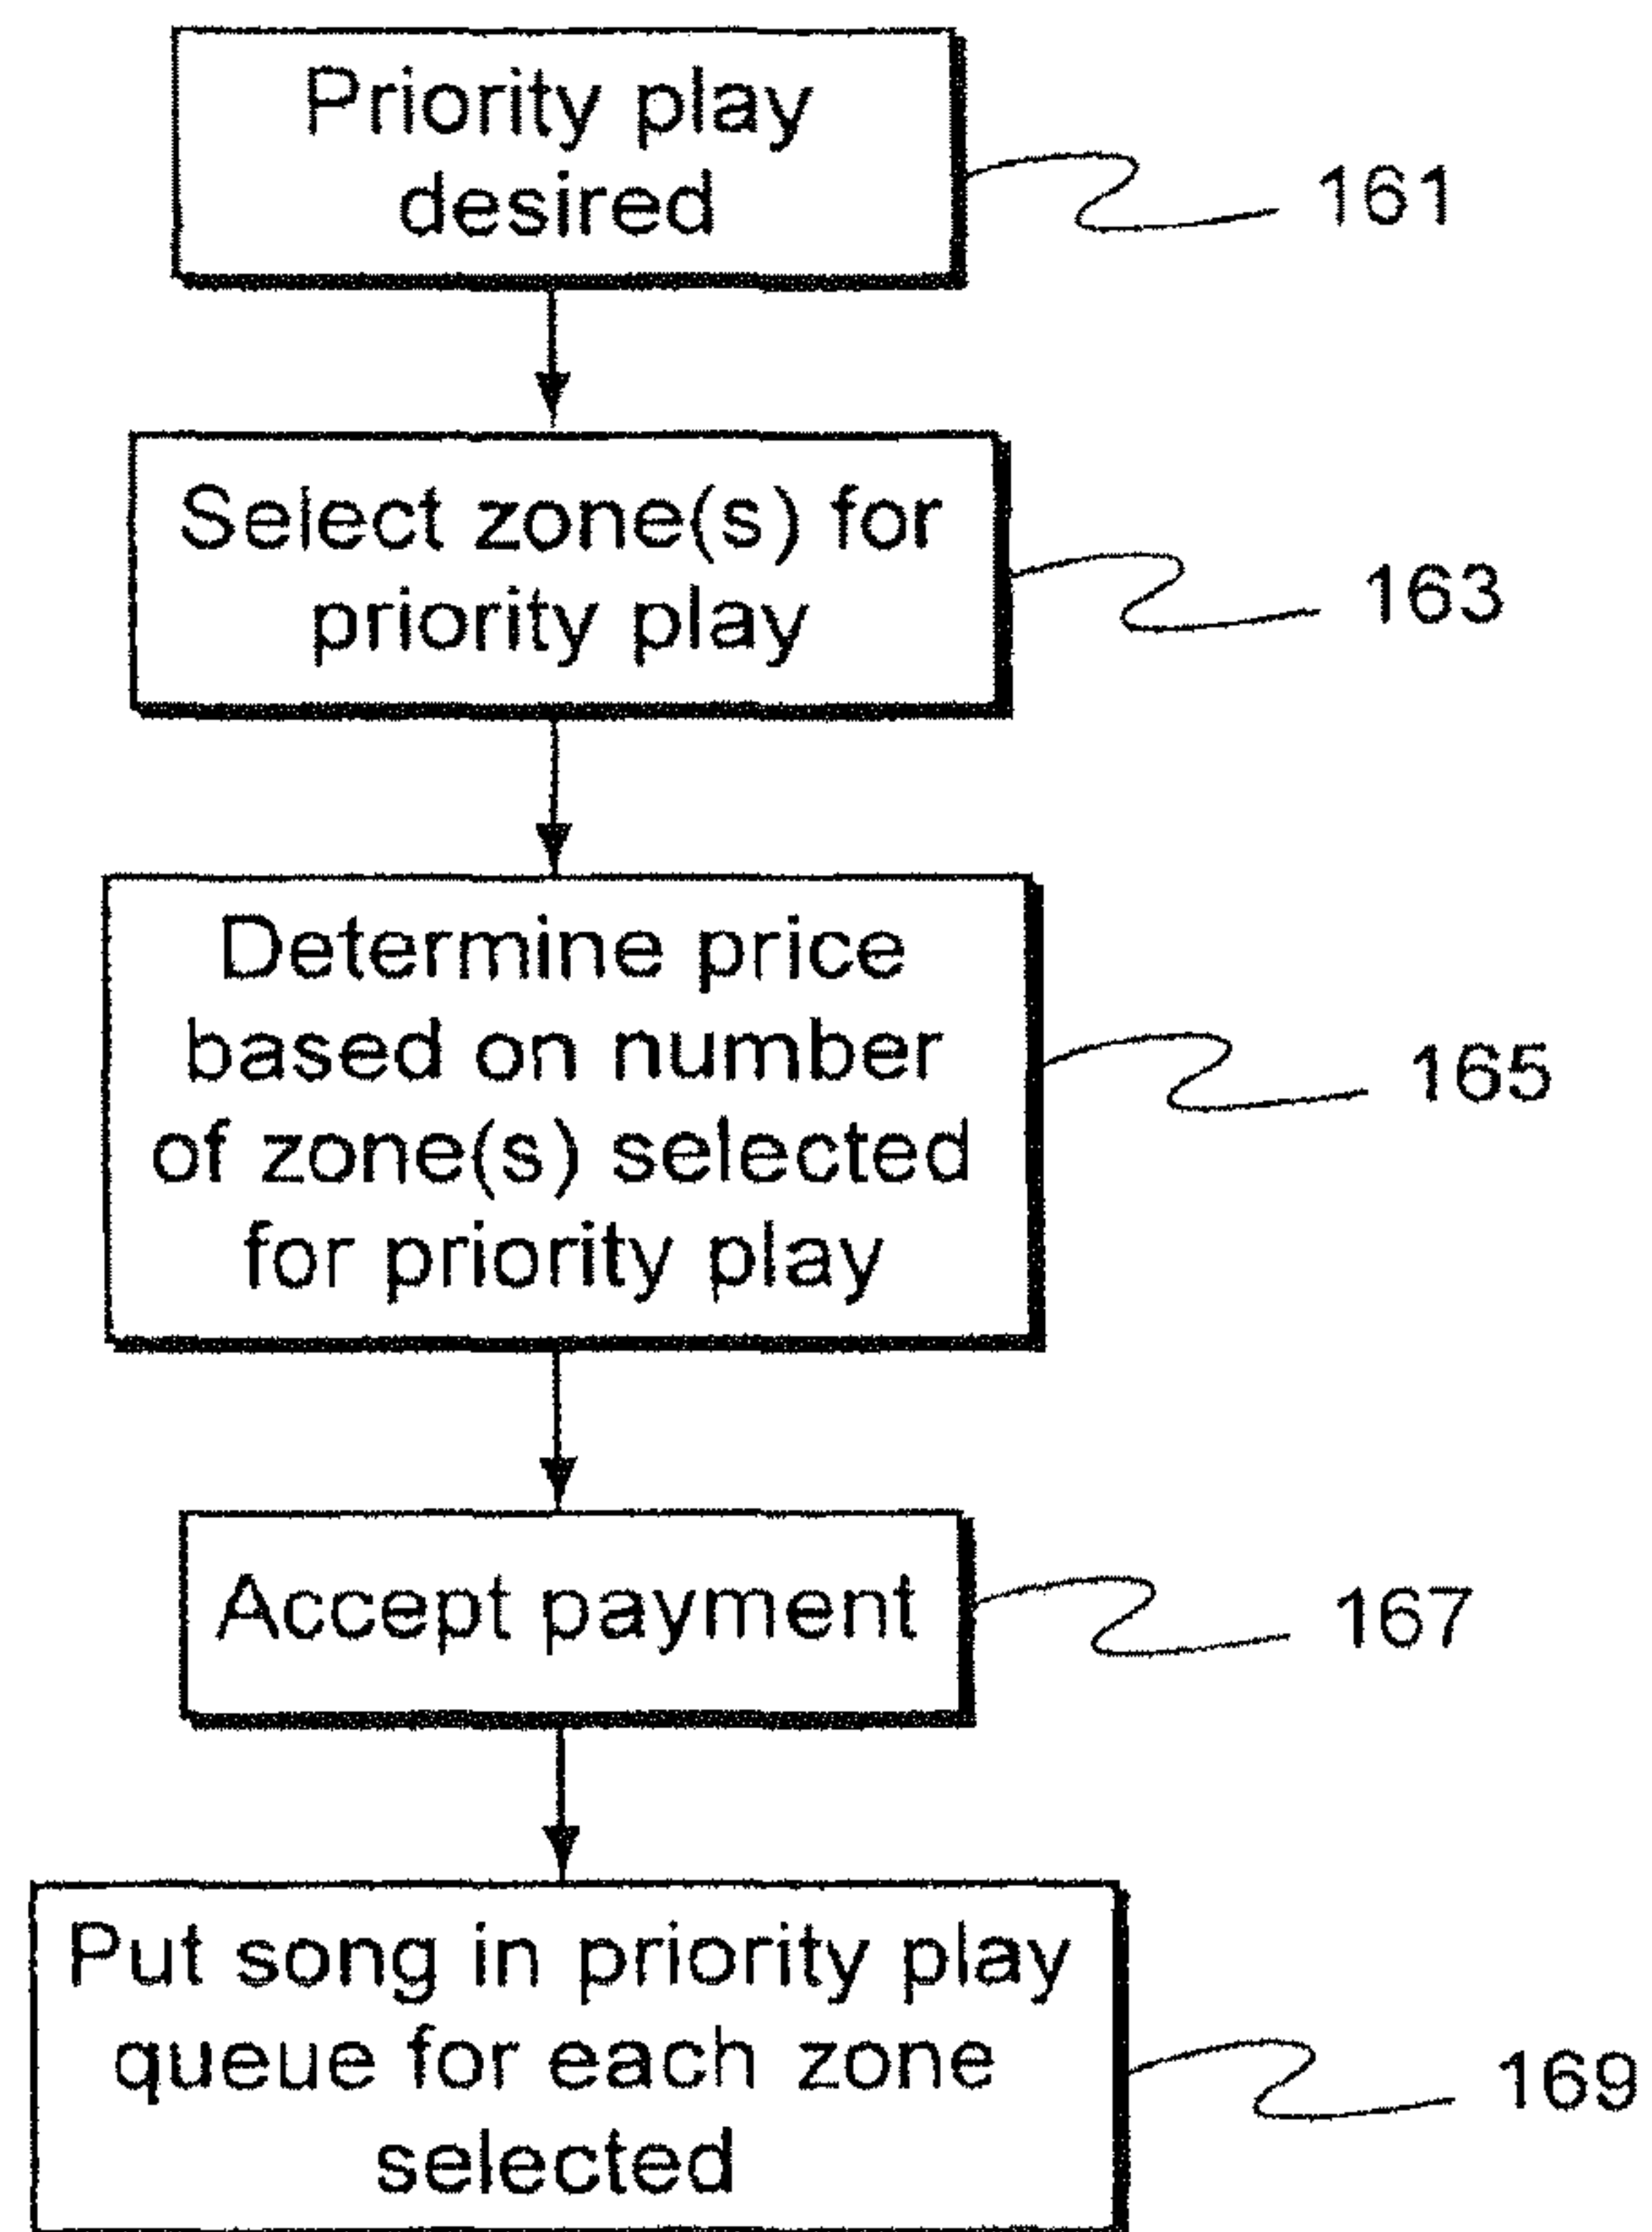 Priority play
desired
161
Select zone(s) for
priority play
163
Determine price
based on number
of zone(s) selected
for priority play
165
Accept payment
167
Put song in priority play
queue for each zone
selected
169